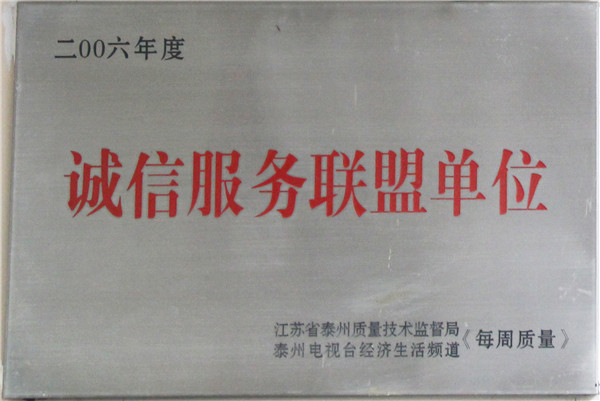 二00六年度
诚信服务联盟单位
江苏省泰州质量技术监督局
泰州电视台经济生活频道《每周质量》